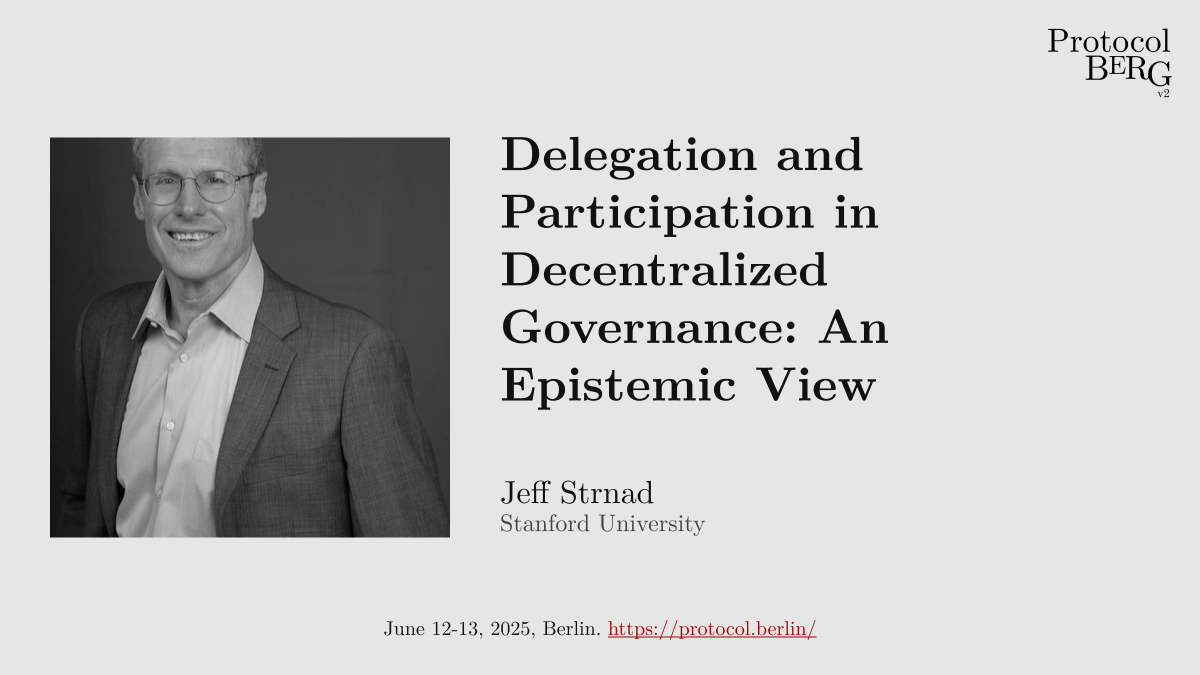 Protocol
BERG
v2
Delegation and
Participation in
Decentralized
Governance: An
Epistemic View
Jeff Strnad
Stanford University
June 12-13, 2025, Berlin. https://protocol.berlin/